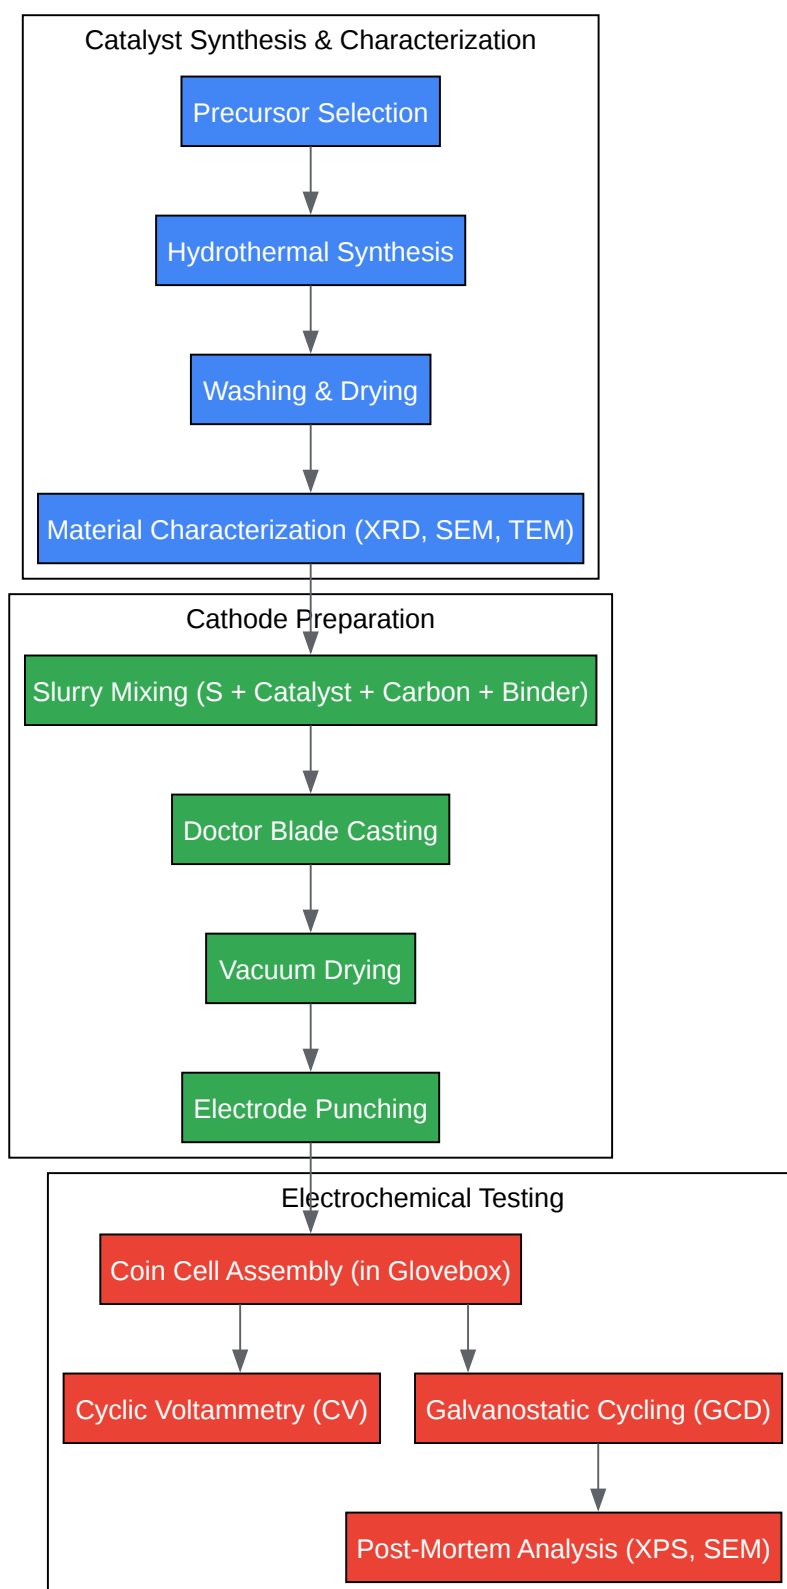 Catalyst Synthesis & Characterization
Precursor Selection
Hydrothermal Synthesis
Washing & Drying
Material Characterization (XRD, SEM, TEM)
Cathode Preparation
Slurry Mixing (S + Catalyst + Carbon + Binder)
Doctor Blade Casting
Vacuum Drying
Electrode Punching
Electrochemical Testing
Coin Cell Assembly (in Glovebox)
Cyclic Voltammetry (CV)
Galvanostatic Cycling (GCD)
Post-Mortem Analysis (XPS, SEM)